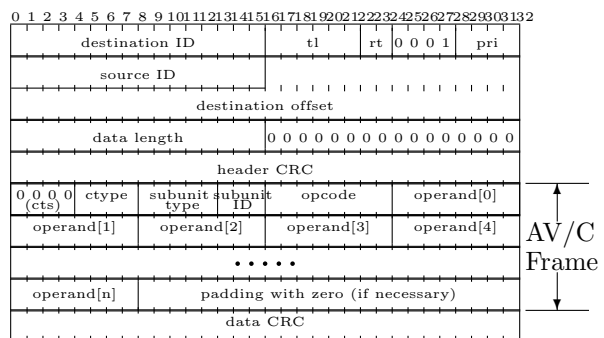 0 1 2 3 4 5 6 7 8 9 10 11 12 13 14 15 16 17 18 19 20 21 22 23 24 25 26 27 28 29 30 31 32
destination ID tl rt 0 0 0 1 pri
source ID
destination offset
data length 0 0 0 0 0 0 0 0 0 0 0 0 0 0 0 0
header CRC
0 0 0 0 (cts) ctype subunit type subunit ID opcode operand[0]
operand[1] operand[2] operand[3] operand[4]
AV/C
• • • • •
Frame
operand[n] padding with zero (if necessary)
data CRC